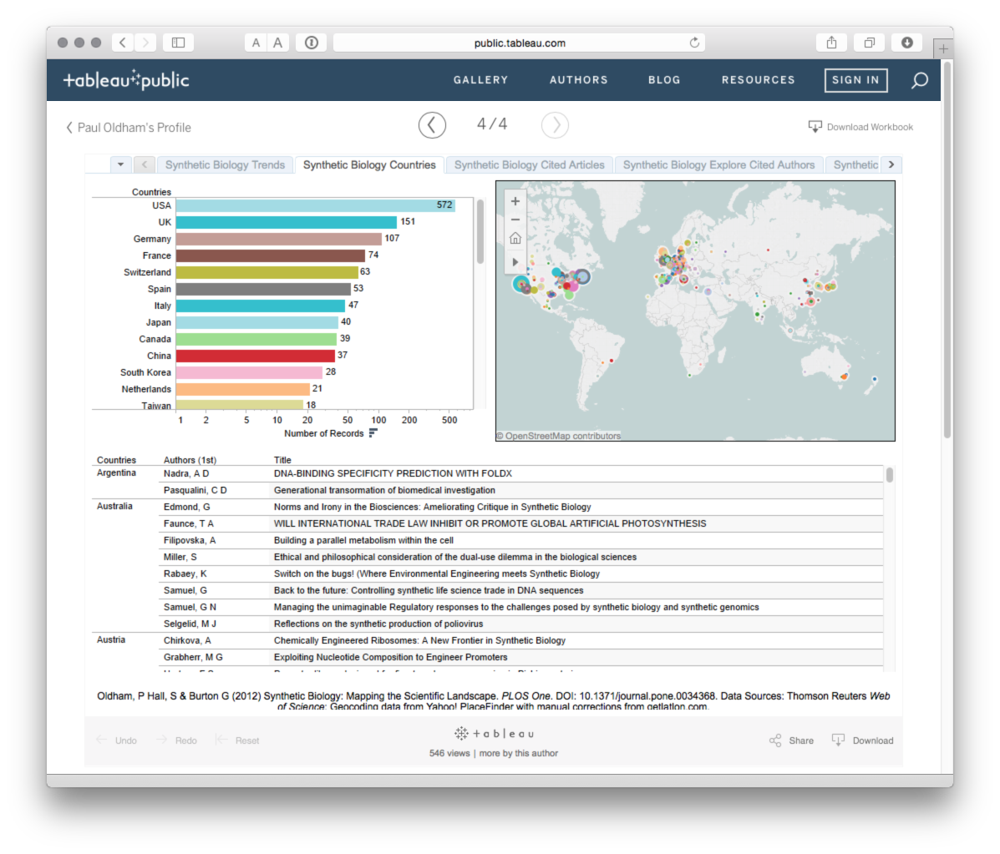 A A
public.tableau.com
+ableau public
GALLERY AUTHORS BLOG RESOURCES SIGN IN
Paul Oldham's Profile
4/4
Download Workbook
Synthetic Biology Trends Synthetic Biology Countries Synthetic Biology Cited Articles Synthetic Biology Explore Cited Authors Synthetic
Countries
USA 572
UK 151
Germany 107
France 74
Switzerland 63
Spain 53
Italy 47
Japan 40
Canada 39
China 37
South Korea 28
Netherlands 21
Taiwan 18
1 2 5 10 20 50 100 200 500
Number of Records
© OpenStreetMap contributors
Countries Authors (1st) Title
Argentina Nadra, A D DNA-BINDING SPECIFICITY PREDICTION WITH FOLDX
Pasqualini, C D Generational transormation of biomedical investigation
Australia Edmond, G Norms and Irony in the Biosciences: Ameliorating Critique in Synthetic Biology
Faunce, T A WILL INTERNATIONAL TRADE LAW INHIBIT OR PROMOTE GLOBAL ARTIFICIAL PHOTOSYNTHESIS
Filipovska, A Building a parallel metabolism within the cell
Miller, S Ethical and philosophical consideration of the dual-use dilemma in the biological sciences
Rabaey, K Switch on the bugs! (Where Environmental Engineering meets Synthetic Biology
Samuel, G Back to the future: Controlling synthetic life science trade in DNA sequences
Samuel, G N Managing the unimaginable Regulatory responses to the challenges posed by synthetic biology and synthetic genomics
Selgelid, M J Reflections on the synthetic production of poliovirus
Austria Chirkova, A Chemically Engineered Ribosomes: A New Frontier in Synthetic Biology
Grabherr, M G Exploiting Nucleotide Composition to Engineer Promoters
Oldham, P Hall, S & Burton G (2012) Synthetic Biology: Mapping the Scientific Landscape. PLOS One. DOI: 10.1371/journal.pone.0034368. Data Sources: Thomson Reuters Web
of Science; Geocoding data from Yahoo! PlaceFinder with manual corrections from getlatlon.com.
Undo Redo Reset
+ableau
Share Download
546 views | more by this author